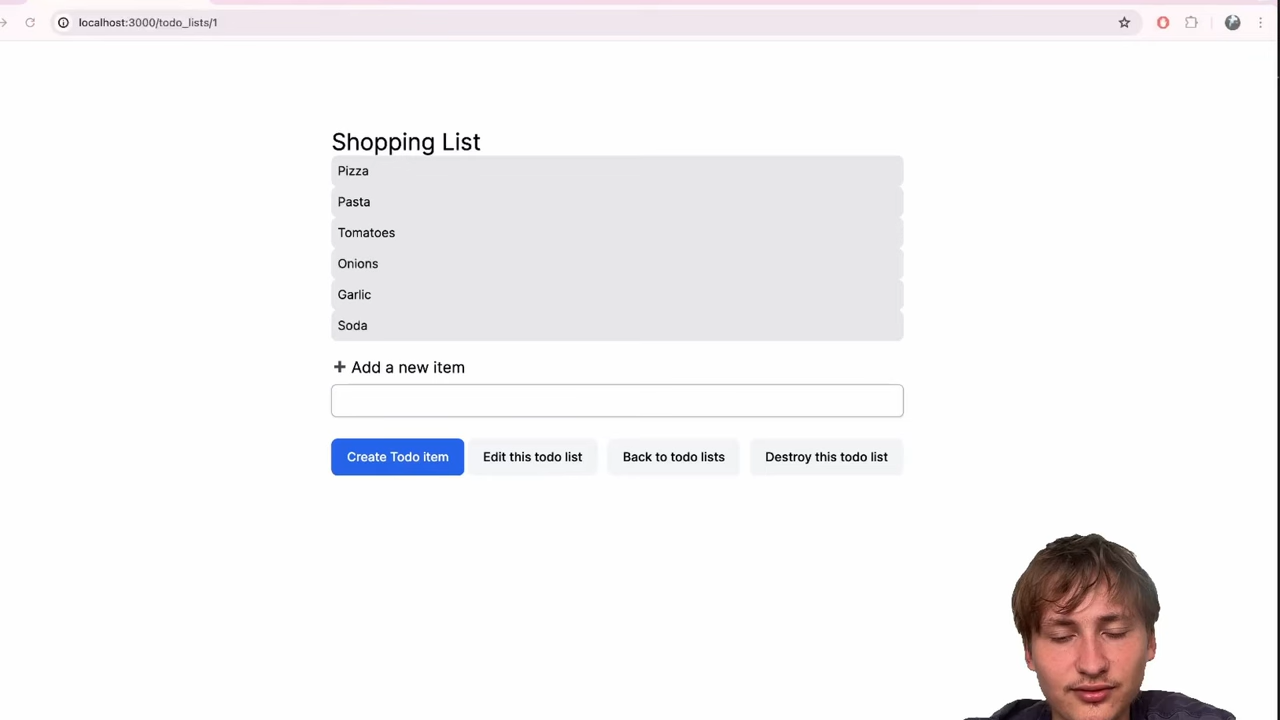 localhost:3000/todo_lists/1
Shopping List
Pizza
Pasta
Tomatoes
Onions
Garlic
Soda
+ Add a new item
Create Todo item Edit this todo list Back to todo lists Destroy this todo list